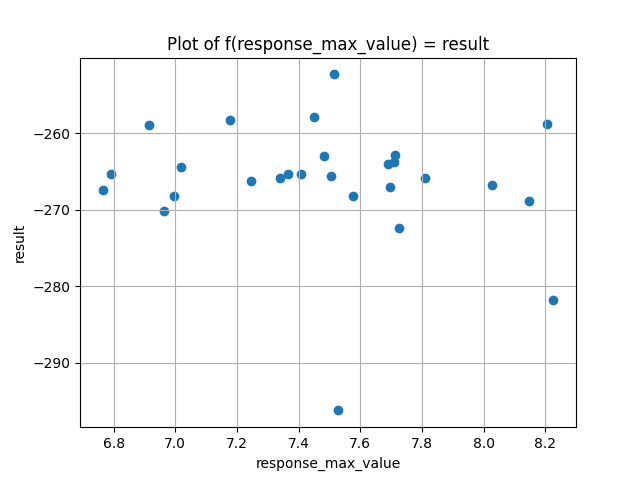 Plot of f(response_max_value) = result
−260
−270
−280
−290
result
6.8 7.0 7.2 7.4 7.6 7.8 8.0 8.2
response_max_value